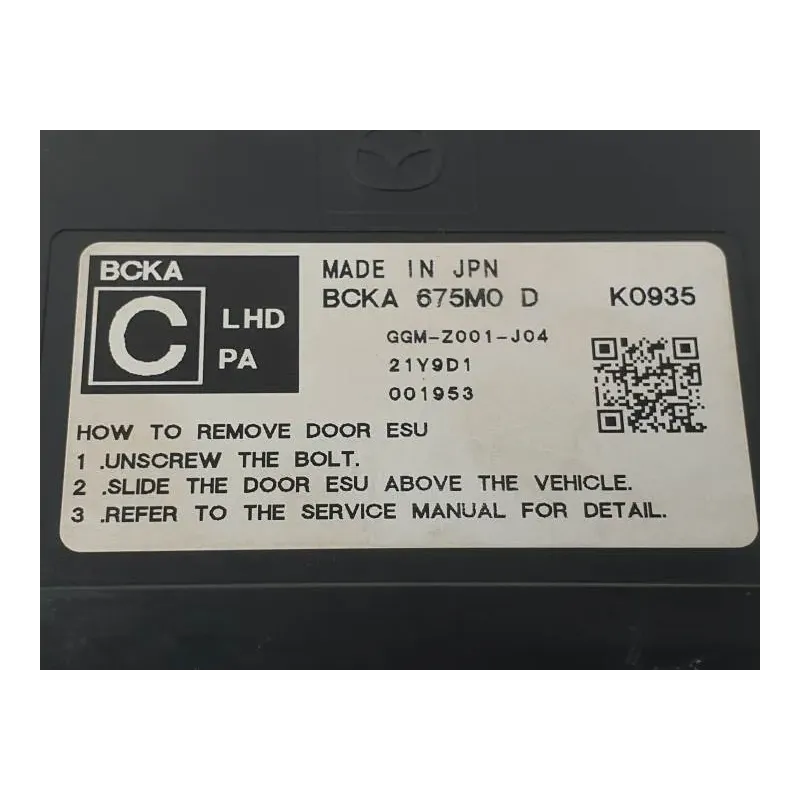 BCKA
C
LHD
PA
MADE IN JPN
BCKA 675M0 D K0935
GGM-Z001-J04
21Y9D1
001953
HOW TO REMOVE DOOR ESU
1 .UNSCREW THE BOLT.
2 .SLIDE THE DOOR ESU ABOVE THE VEHICLE.
3 .REFER TO THE SERVICE MANUAL FOR DETAIL.